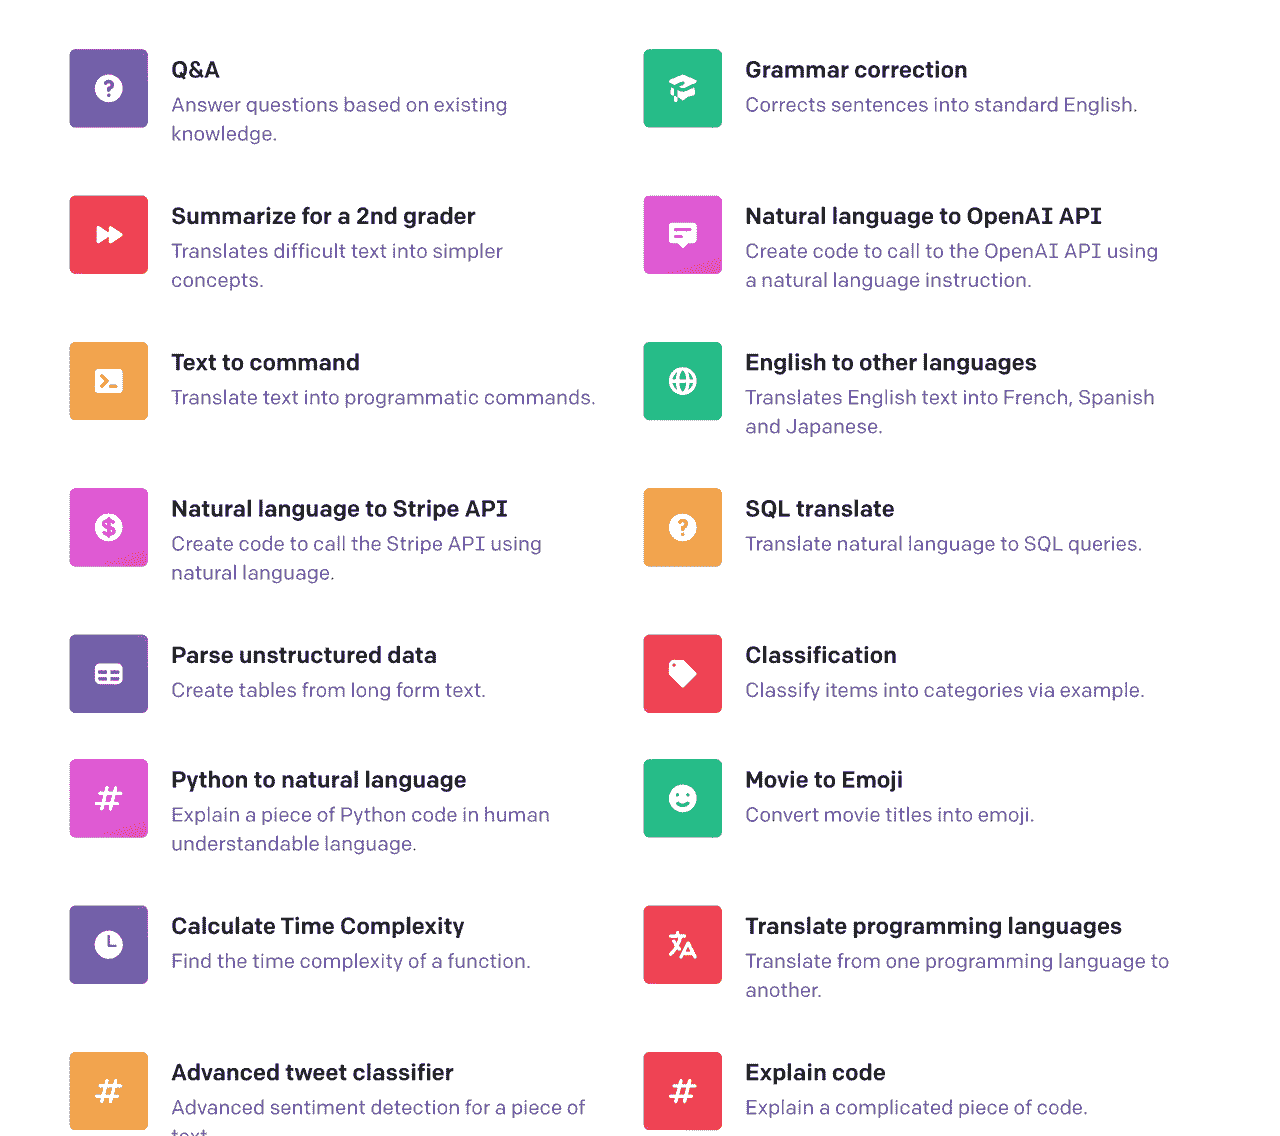 Q&A
Answer questions based on existing
knowledge.
Grammar correction
Corrects sentences into standard English.
Summarize for a 2nd grader
Translates difficult text into simpler
concepts.
Natural language to OpenAI API
Create code to call to the OpenAI API using
a natural language instruction.
Text to command
Translate text into programmatic commands.
English to other languages
Translates English text into French, Spanish
and Japanese.
Natural language to Stripe API
Create code to call the Stripe API using
natural language.
SQL translate
Translate natural language to SQL queries.
Parse unstructured data
Create tables from long form text.
Classification
Classify items into categories via example.
Python to natural language
Explain a piece of Python code in human
understandable language.
Movie to Emoji
Convert movie titles into emoji.
Calculate Time Complexity
Find the time complexity of a function.
Translate programming languages
Translate from one programming language to
another.
Advanced tweet classifier
Advanced sentiment detection for a piece of
text.
Explain code
Explain a complicated piece of code.